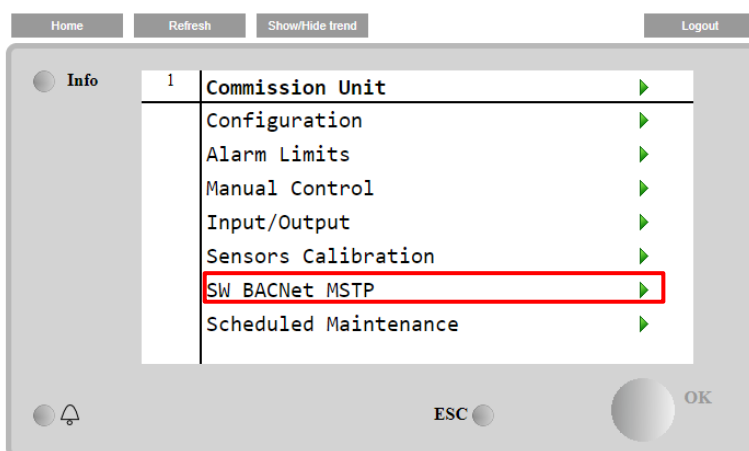 Home Refresh Show/Hide trend Logout
Info 1 Commission Unit
Configuration
Alarm Limits
Manual Control
Input/Output
Sensors Calibration
SW BACNet MSTP
Scheduled Maintenance
ESC OK